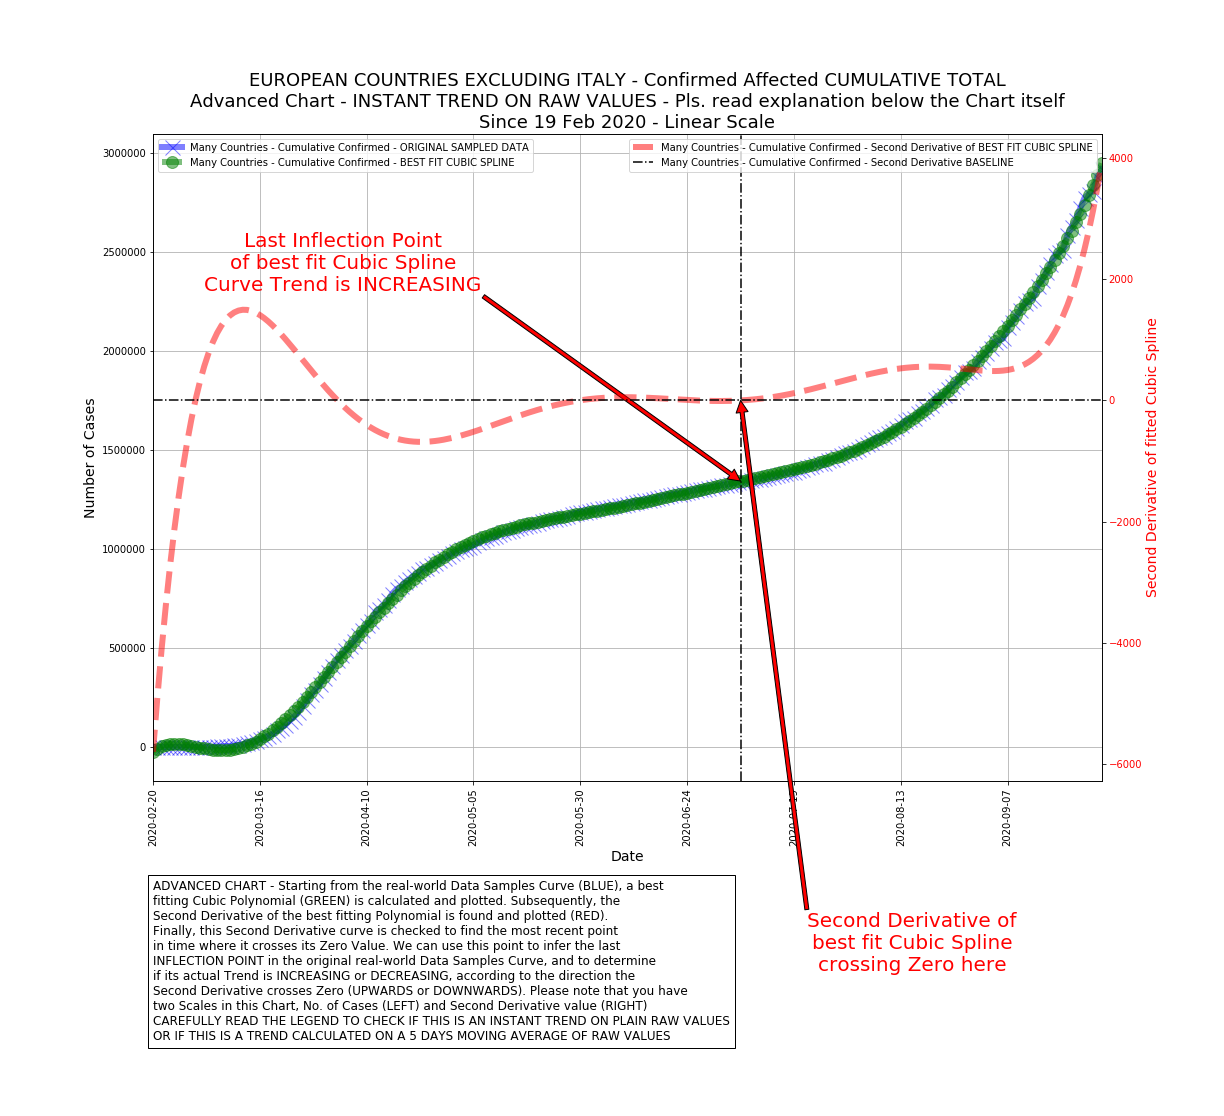 EUROPEAN COUNTRIES EXCLUDING ITALY - Confirmed Affected CUMULATIVE TOTAL
Advanced Chart - INSTANT TREND ON RAW VALUES - Pls. read explanation below the Chart itself
Since 19 Feb 2020 - Linear Scale
Many Countries - Cumulative Confirmed - ORIGINAL SAMPLED DATA
Many Countries - Cumulative Confirmed - BEST FIT CUBIC SPLINE
Many Countries - Cumulative Confirmed - Second Derivative of BEST FIT CUBIC SPLINE
Many Countries - Cumulative Confirmed - Second Derivative BASELINE
Last Inflection Point
of best fit Cubic Spline
Curve Trend is INCREASING
Number of Cases
3000000
2500000
2000000
1500000
1000000
500000
0
4000
2000
0
−2000
−4000
−6000
Second Derivative of fitted Cubic Spline
2020-02-20
2020-03-16
2020-04-10
2020-05-05
2020-05-30
2020-06-24
2020-07-19
2020-08-13
2020-09-07
Date
ADVANCED CHART - Starting from the real-world Data Samples Curve (BLUE), a best
fitting Cubic Polynomial (GREEN) is calculated and plotted. Subsequently, the
Second Derivative of the best fitting Polynomial is found and plotted (RED).
Finally, this Second Derivative curve is checked to find the most recent point
in time where it crosses its Zero Value. We can use this point to infer the last
INFLECTION POINT in the original real-world Data Samples Curve, and to determine
if its actual Trend is INCREASING or DECREASING, according to the direction the
Second Derivative crosses Zero (UPWARDS or DOWNWARDS). Please note that you have
two Scales in this Chart, No. of Cases (LEFT) and Second Derivative value (RIGHT)
CAREFULLY READ THE LEGEND TO CHECK IF THIS IS AN INSTANT TREND ON PLAIN RAW VALUES
OR IF THIS IS A TREND CALCULATED ON A 5 DAYS MOVING AVERAGE OF RAW VALUES
Second Derivative of
best fit Cubic Spline
crossing Zero here